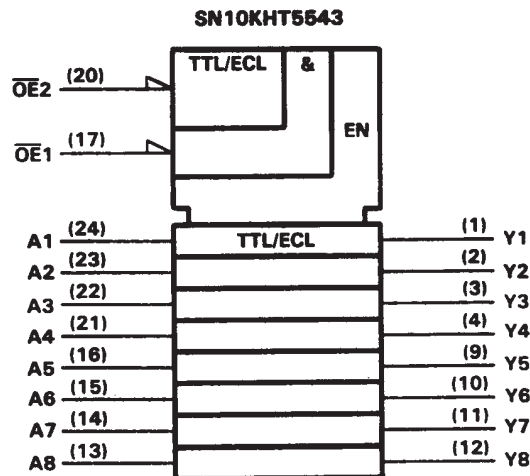 SN10KHT5543
TTL/ECL &
OE2 (20)
OE1 (17)
EN
A1 (24) TTL/ECL (1) Y1
A2 (23) (2) Y2
A3 (22) (3) Y3
A4 (21) (4) Y4
A5 (16) (9) Y5
A6 (15) (10) Y6
A7 (14) (11) Y7
A8 (13) (12) Y8